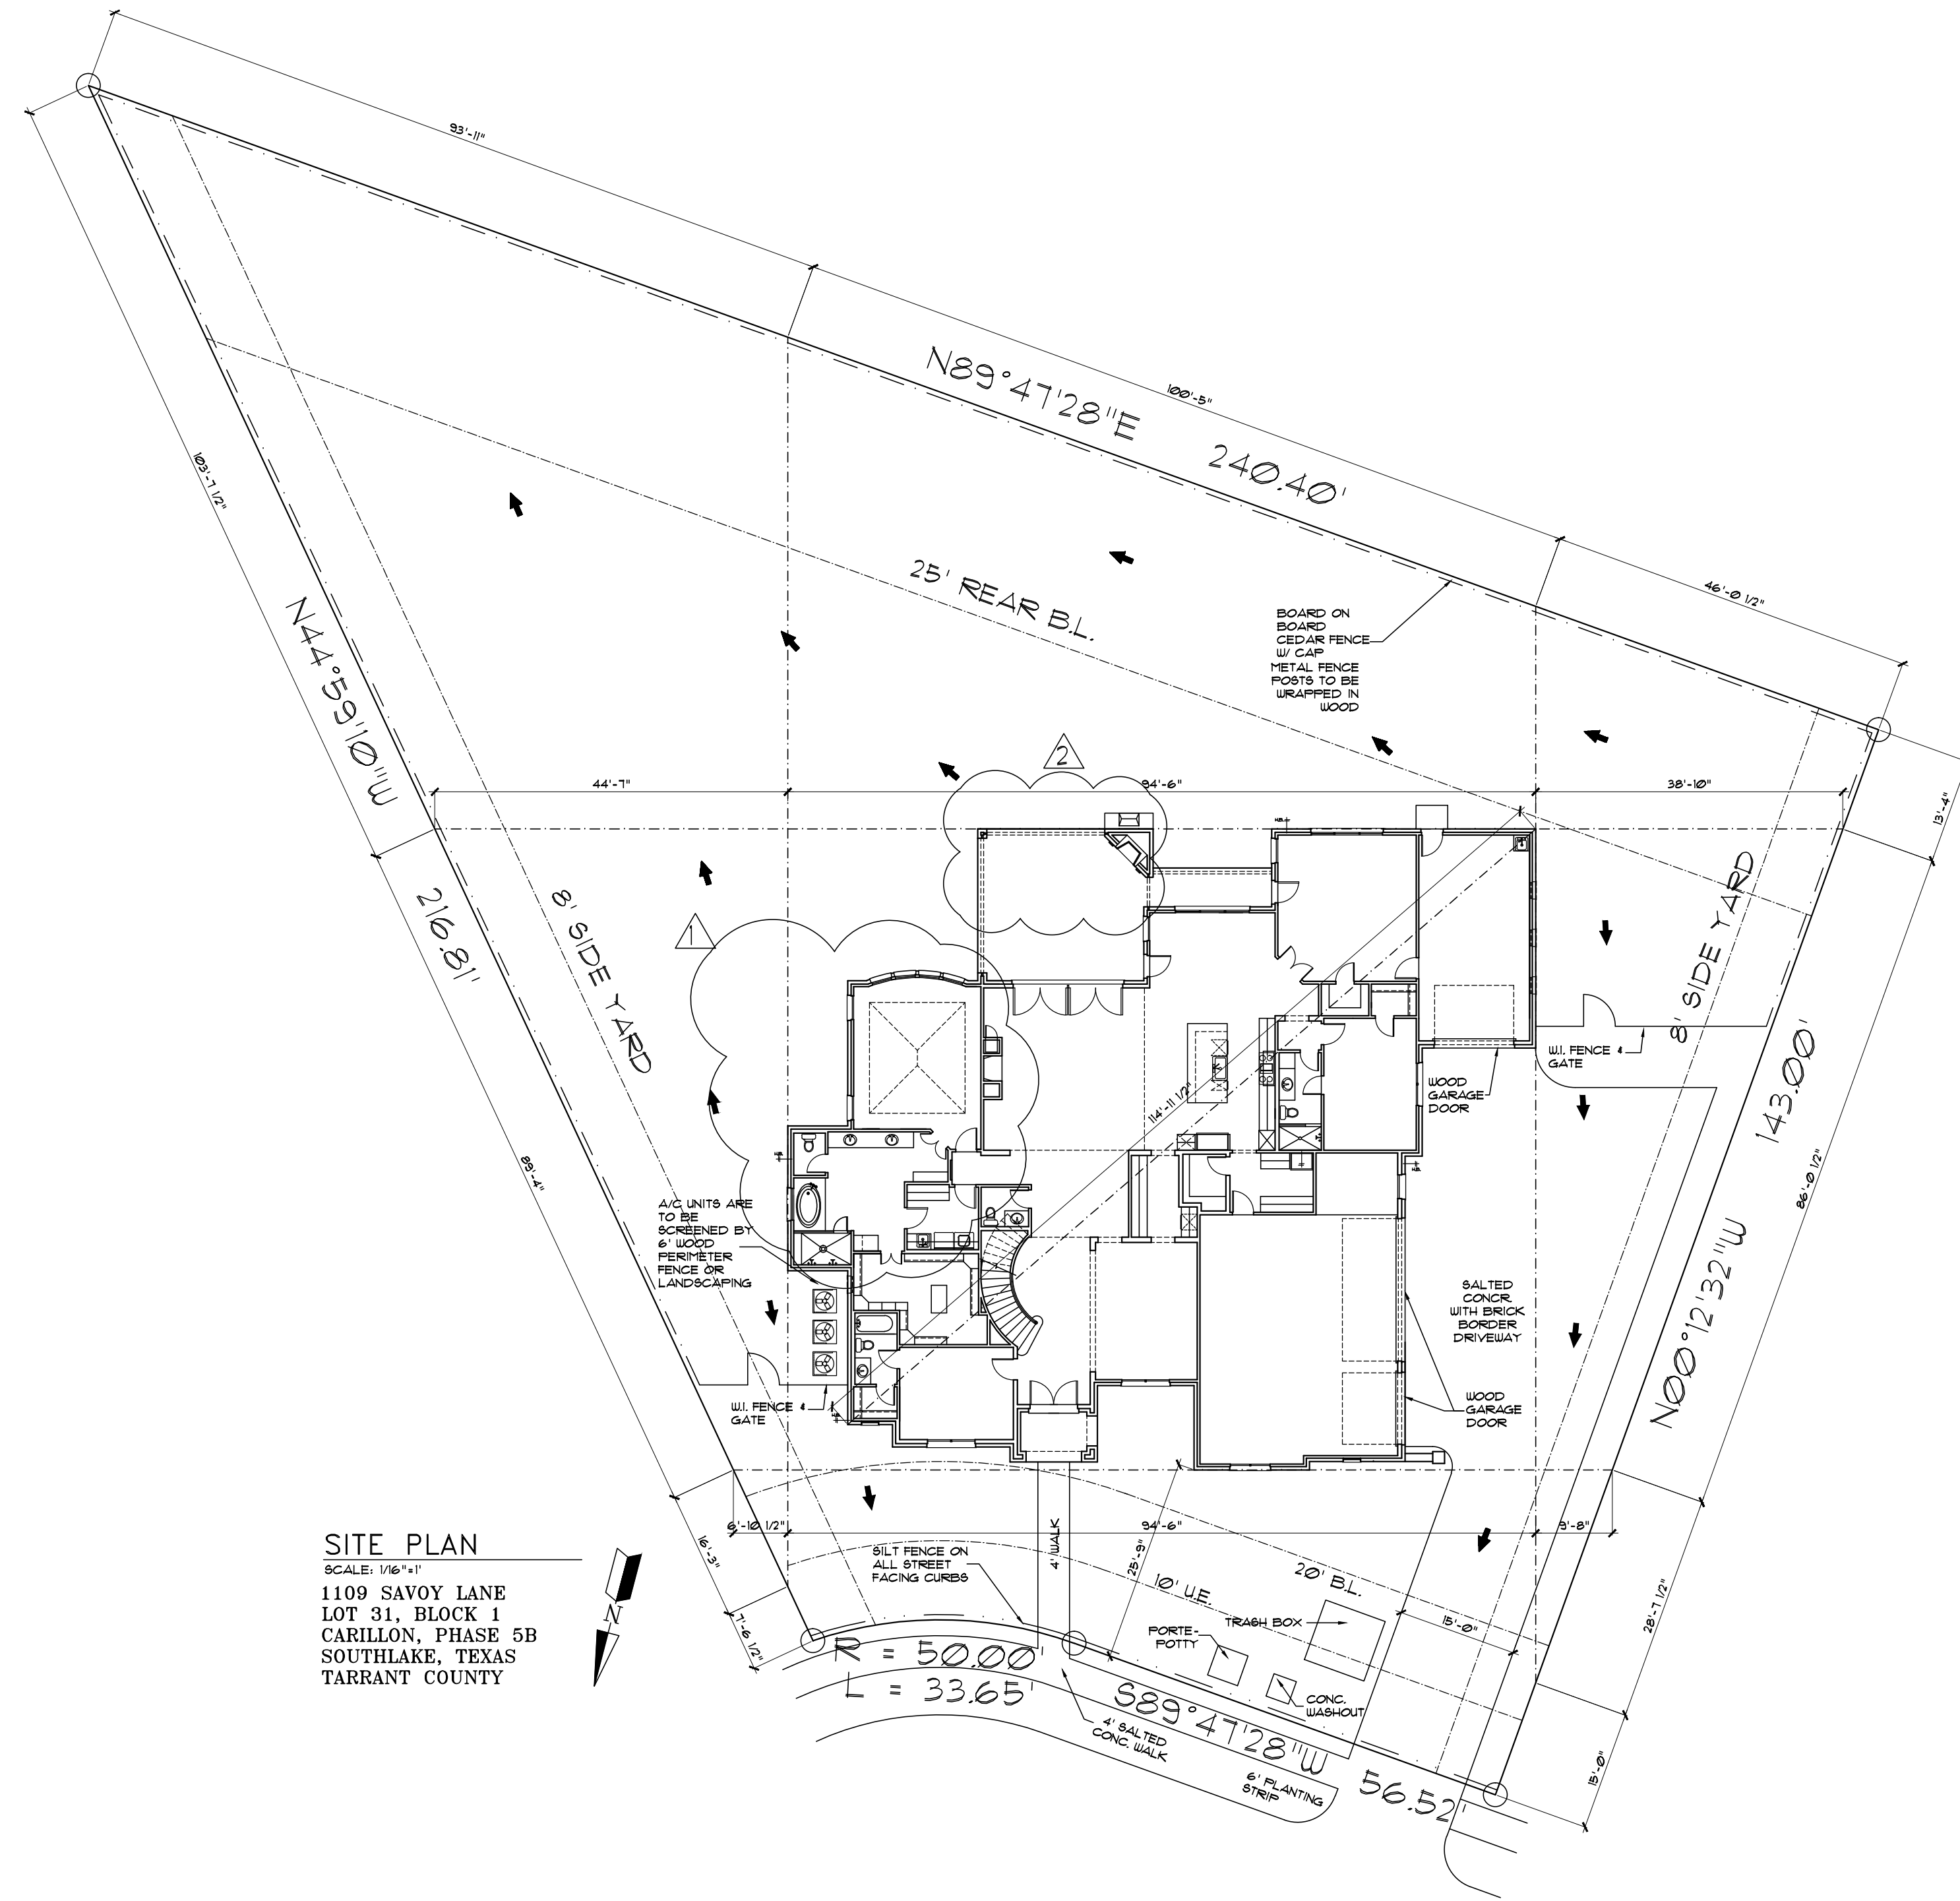 93'-11"
N89°47'28"E 240.40'
100'-5"
46'-0 1/2"
103'-7 1/2"
N44°59'10"W 216.81'
25' REAR B.L.
BOARD ON
BOARD
CEDAR FENCE
W/ CAP
METAL FENCE
POSTS TO BE
WRAPPED IN
WOOD
2
44'-7"
94'-6"
38'-10"
13'-4"
H.B.
1
8' SIDE YARD
8' SIDE YARD
W.I. FENCE &
GATE
143.00'
WOOD
GARAGE
DOOR
114'-11 1/2"
89'-4"
H.B.
H.B.
86'-0 1/2"
A/C UNITS ARE
TO BE
SCREENED BY
6' WOOD
PERIMETER
FENCE OR
LANDSCAPING
SALTED
CONCR.
WITH BRICK
BORDER
DRIVEWAY
N00°12'32"W
W.I. FENCE &
GATE
H.B.
WOOD
GARAGE
DOOR
6'-10 1/2"
94'-6"
9'-8"
16'-3"
SILT FENCE ON
ALL STREET
FACING CURBS
4' WALK
25'-9"
10' U.E.
20' B.L.
TRASH BOX
15'-0"
28'-7 1/2"
7'-6 1/2"
PORTE-
POTTY
R = 50.00'
L = 33.65'
CONC.
WASHOUT
S89°47'28"W 56.52'
4' SALTED
CONC. WALK
6' PLANTING
STRIP
15'-0"
SITE PLAN
SCALE: 1/16"=1'
1109 SAVOY LANE
LOT 31, BLOCK 1
CARILLON, PHASE 5B
SOUTHLAKE, TEXAS
TARRANT COUNTY
N